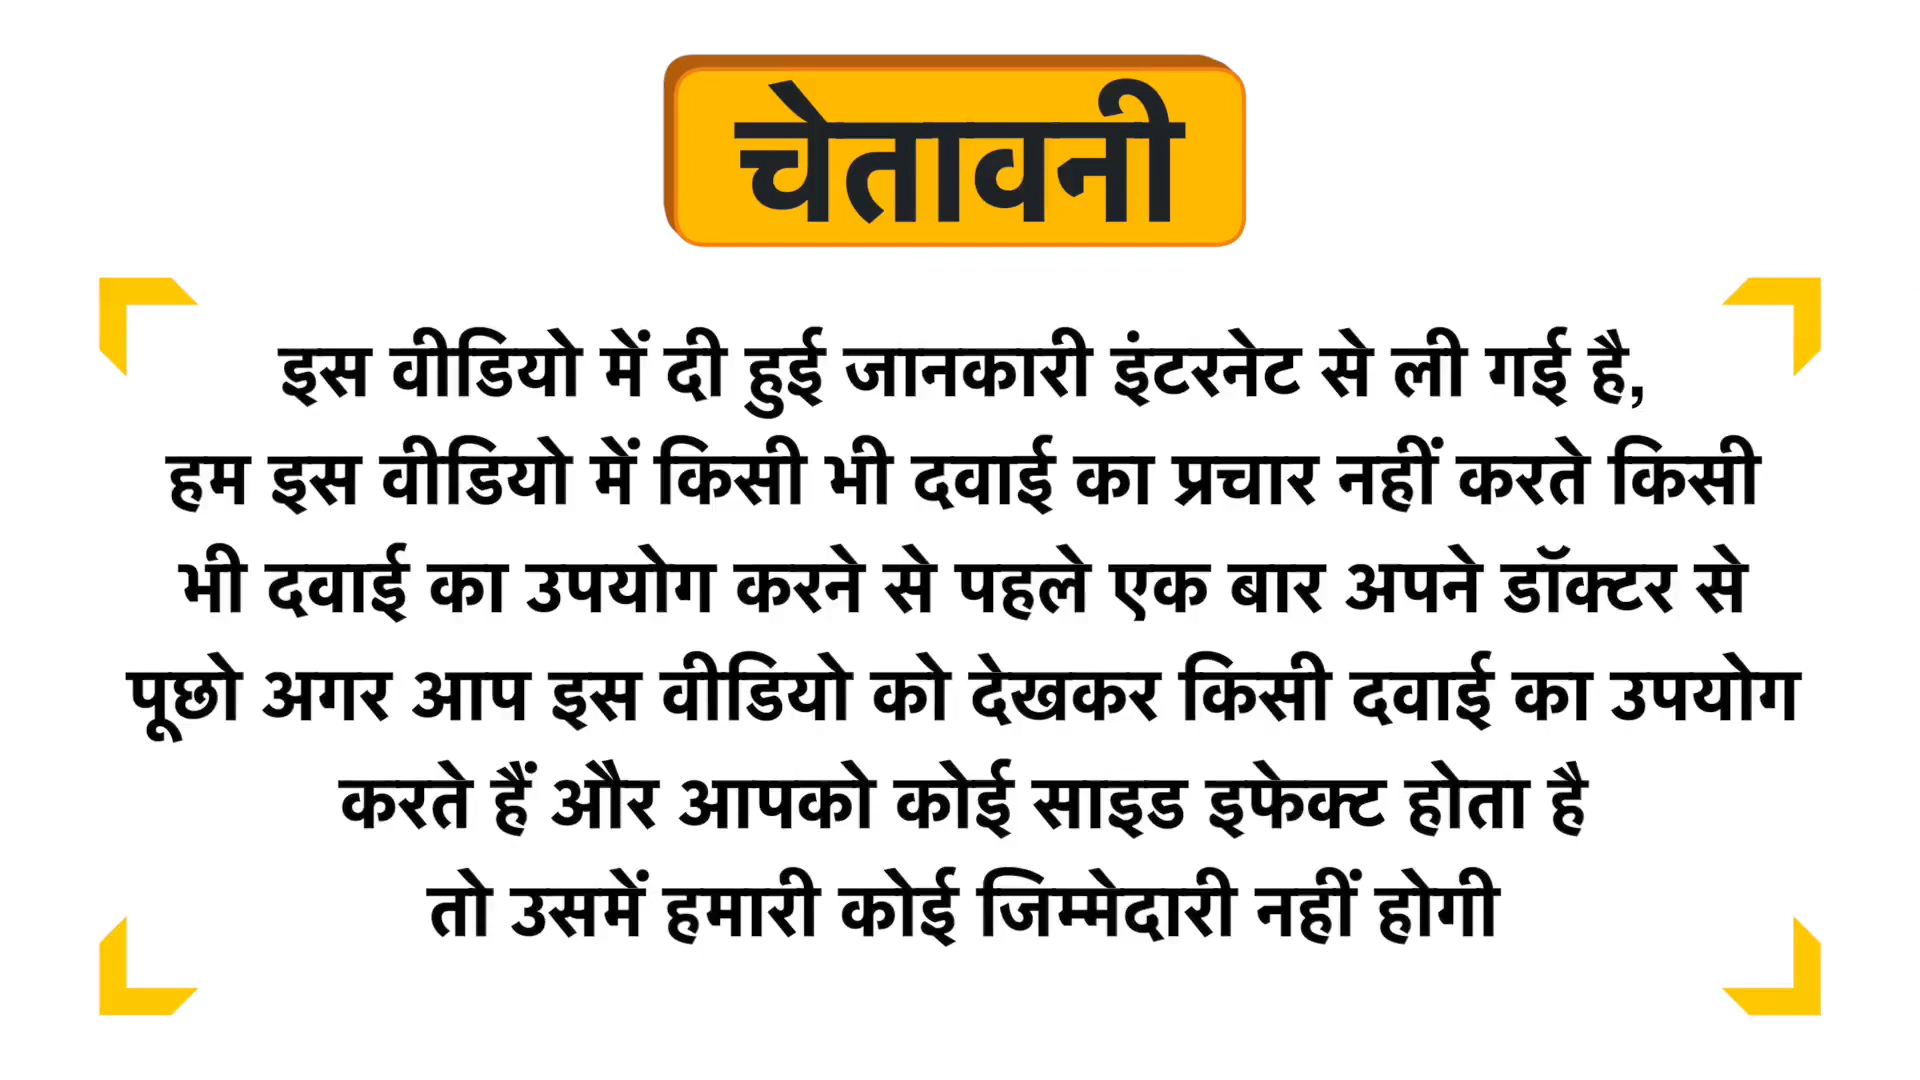 चेतावनी
इस वीडियो में दी हुई जानकारी इंटरनेट से ली गई है,
हम इस वीडियो में किसी भी दवाई का प्रचार नहीं करते किसी
भी दवाई का उपयोग करने से पहले एक बार अपने डॉक्टर से
पूछो अगर आप इस वीडियो को देखकर किसी दवाई का उपयोग
करते हैं और आपको कोई साइड इफेक्ट होता है
तो उसमें हमारी कोई जिम्मेदारी नहीं होगी